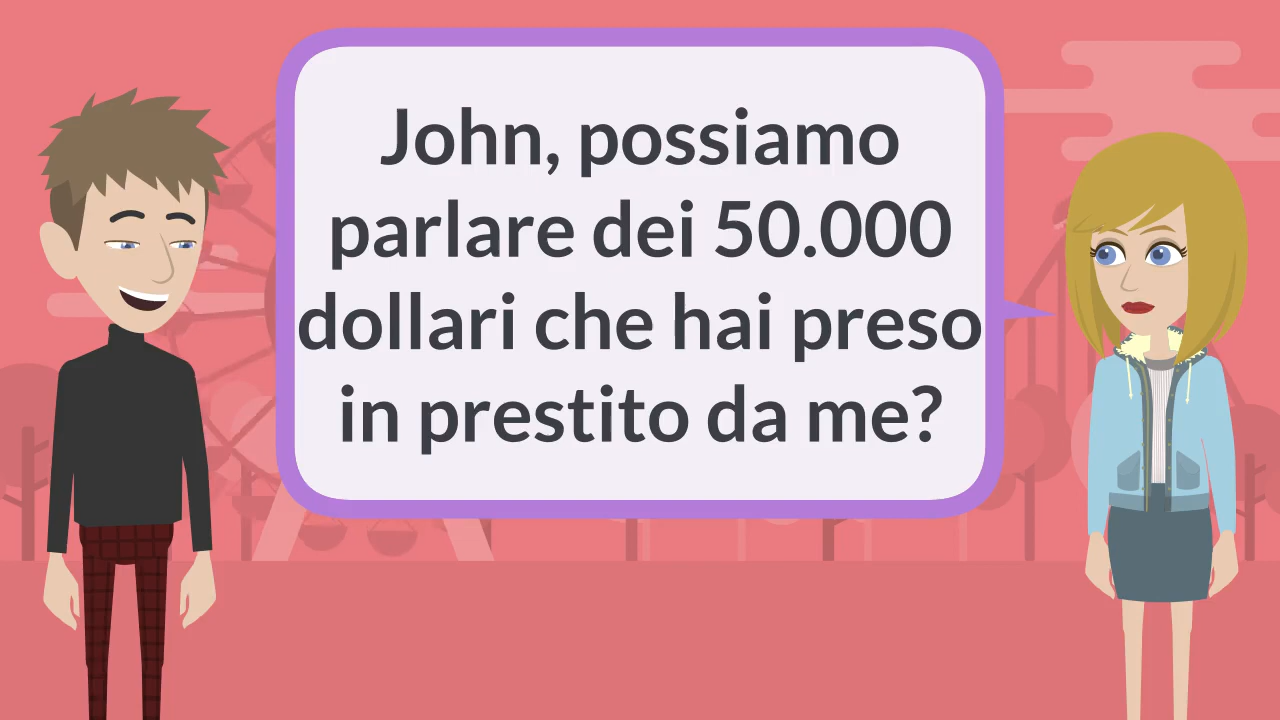 John, possiamo
parlare dei 50.000
dollari che hai preso
in prestito da me?